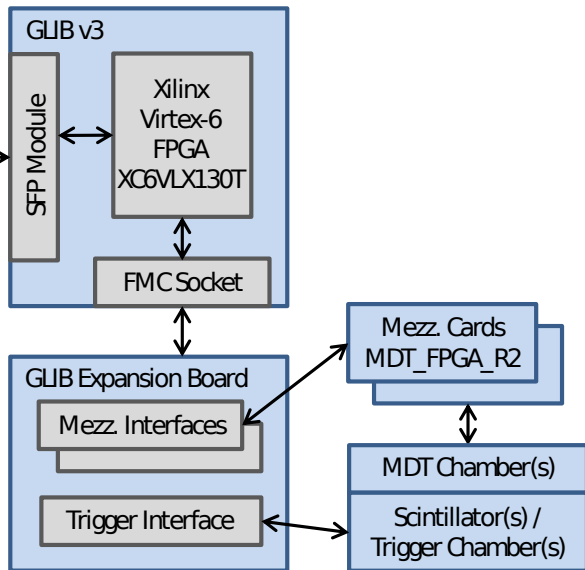 GLIB v3
SFP Module
Xilinx
Virtex-6
FPGA
XC6VLX130T
FMC Socket
GLIB Expansion Board
Mezz. Interfaces
Trigger Interface
Mezz. Cards
MDT_FPGA_R2
MDT Chamber(s)
Scintillator(s) /
Trigger Chamber(s)